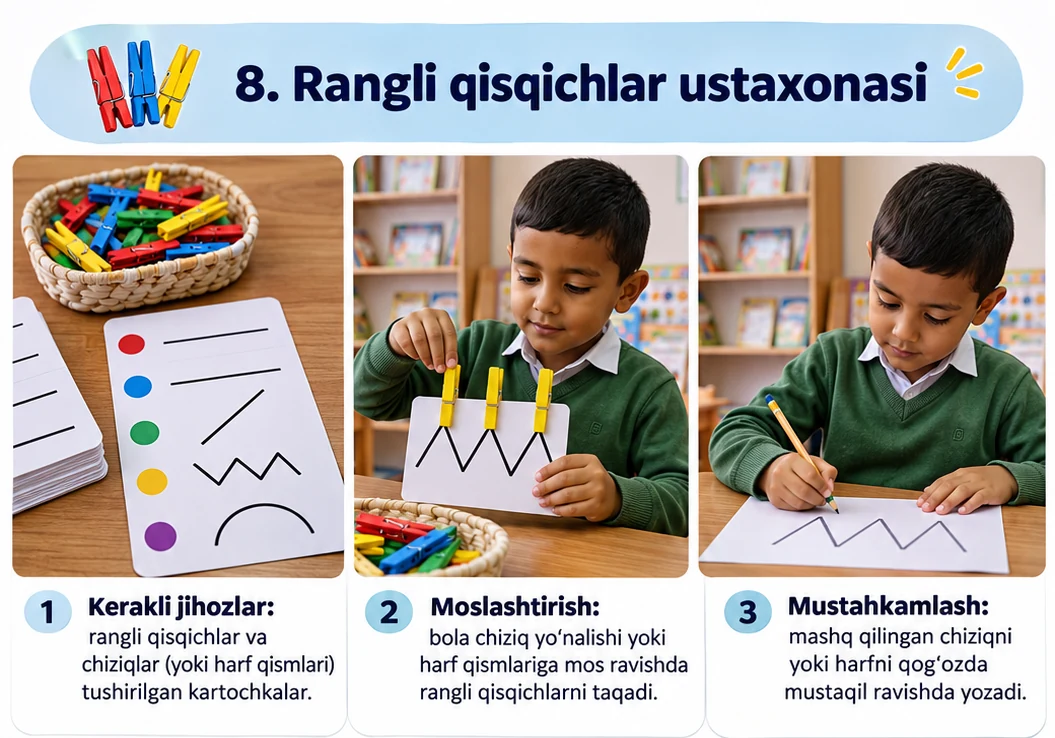 8. Rangli qisqichlar ustaxonasi
1
Kerakli jihozlar:
rangli qisqichlar va
chiziqlar (yoki harf qismlari)
tushirilgan kartochkalar.
2
Moslashtirish:
bola chiziq yo‘nalishi yoki
harf qismlariga mos ravishda
rangli qisqichlarni taqadi.
3
Mustahkamlash:
mashq qilingan chiziqni
yoki harfni qog‘ozda
mustaqil ravishda yozadi.